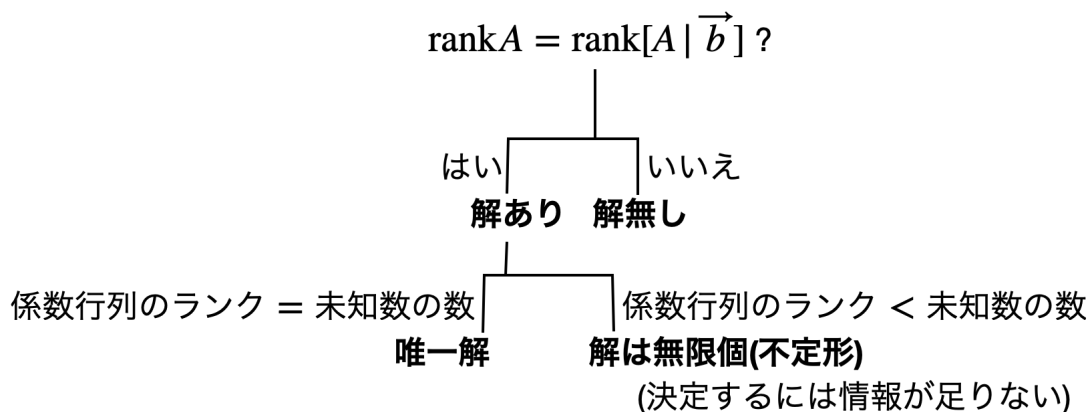 rankA = rank[A | \vec{b}] ?
はい いいえ
解あり 解無し
係数行列のランク = 未知数の数 係数行列のランク < 未知数の数
唯一解 解は無限個(不定形)
(決定するには情報が足りない)